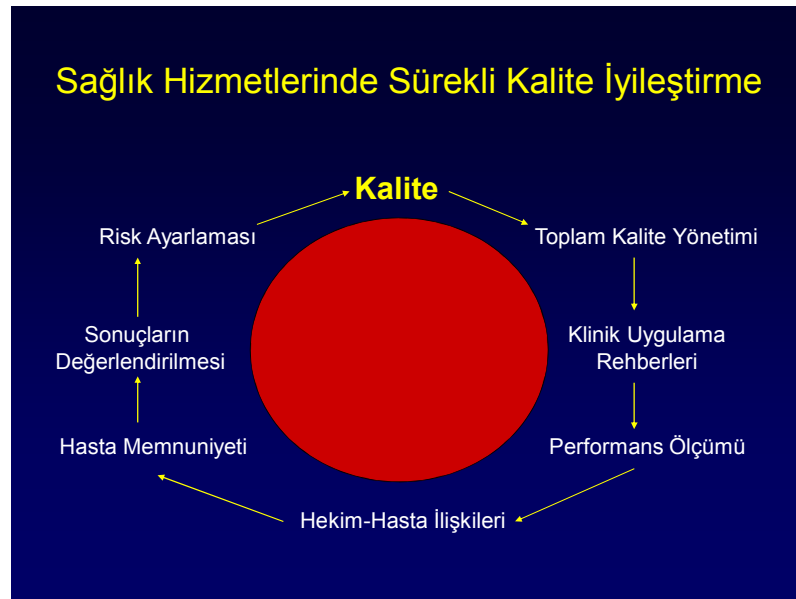 Sağlık Hizmetlerinde Sürekli Kalite İyileştirme
Kalite
Toplam Kalite Yönetimi
Klinik Uygulama
Rehberleri
Performans Ölçümü
Hekim-Hasta İlişkileri
Hasta Memnuniyeti
Sonuçların
Değerlendirilmesi
Risk Ayarlaması